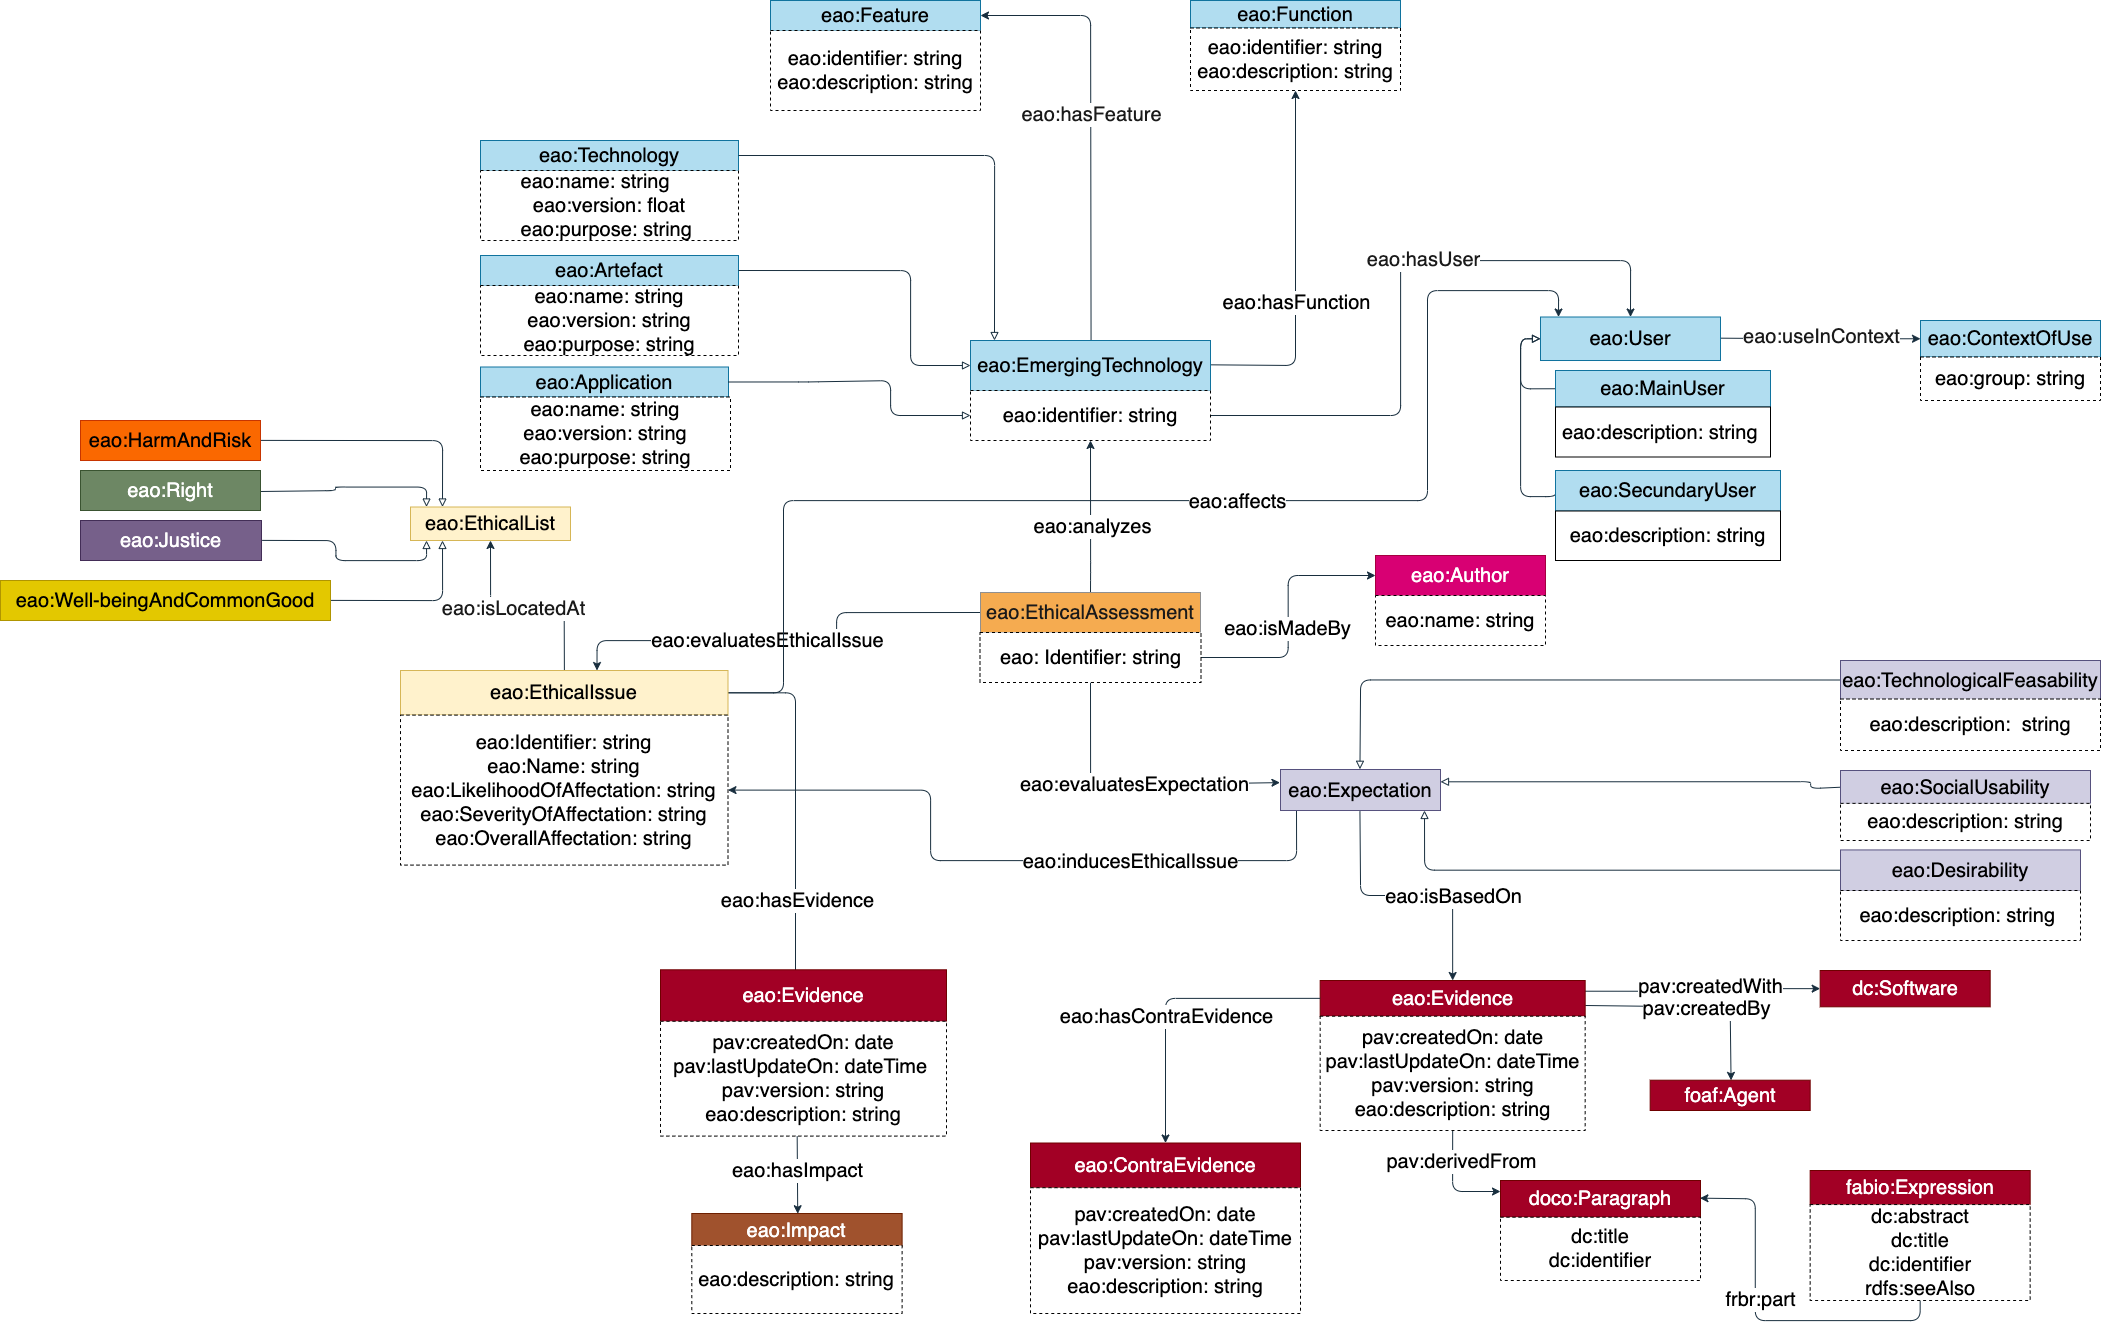 eao:Feature
eao:identifier: string
eao:description: string
eao:Function
eao:identifier: string
eao:description: string
eao:hasFeature
eao:Technology
eao:name: string
eao:version: float
eao:purpose: string
eao:Artefact
eao:name: string
eao:version: string
eao:purpose: string
eao:Application
eao:name: string
eao:version: string
eao:purpose: string
eao:hasUser
eao:hasFunction
eao:EmergingTechnology
eao:identifier: string
eao:User
eao:useInContext
eao:ContextOfUse
eao:group: string
eao:MainUser
eao:description: string
eao:SecundaryUser
eao:description: string
eao:HarmAndRisk
eao:Right
eao:Justice
eao:Well-beingAndCommonGood
eao:EthicalList
eao:isLocatedAt
eao:affects
eao:analyzes
eao:Author
eao:name: string
eao:EthicalAssessment
eao: Identifier: string
eao:isMadeBy
eao:evaluatesEthicalIssue
eao:EthicalIssue
eao:Identifier: string
eao:Name: string
eao:LikelihoodOfAffectation: string
eao:SeverityOfAffectation: string
eao:OverallAffectation: string
eao:evaluatesExpectation
eao:Expectation
eao:TechnologicalFeasability
eao:description:  string
eao:SocialUsability
eao:description: string
eao:Desirability
eao:description: string
eao:inducesEthicalIssue
eao:isBasedOn
eao:hasEvidence
eao:Evidence
pav:createdOn: date
pav:lastUpdateOn: dateTime
pav:version: string
eao:description: string
eao:hasImpact
eao:Impact
eao:description: string
eao:hasContraEvidence
eao:Evidence
pav:createdOn: date
pav:lastUpdateOn: dateTime
pav:version: string
eao:description: string
pav:createdWith
pav:createdBy
dc:Software
foaf:Agent
eao:ContraEvidence
pav:createdOn: date
pav:lastUpdateOn: dateTime
pav:version: string
eao:description: string
pav:derivedFrom
doco:Paragraph
dc:title
dc:identifier
fabio:Expression
dc:abstract
dc:title
dc:identifier
rdfs:seeAlso
frbr:part